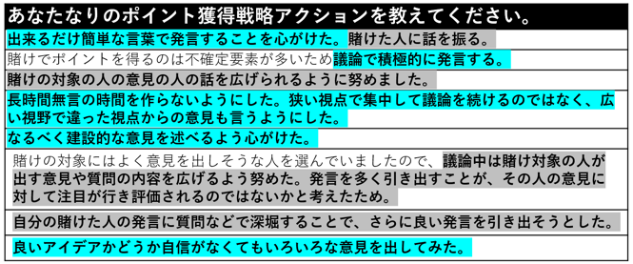 あなたなりのポイント獲得戦略アクションを教えてください。
出来るだけ簡単な言葉で発言することを心がけた。賭けた人に話を振る。
賭けでポイントを得るのは不確定要素が多いため議論で積極的に発言する。
賭けの対象の人の意見の人の話を広げられるように努めました。
長時間無言の時間を作らないようにした。狭い視点で集中して議論を続けるのではなく、広
い視野で違った視点からの意見も言うようにした。
なるべく建設的な意見を述べるよう心がけた。
賭けの対象にはよく意見を出しそうな人を選んでいましたので、議論中は賭け対象の人が
出す意見や質問の内容を広げるよう努めた。発言を多く引き出すことが、その人の意見に
対して注目が行き評価されるのではないかと考えたため。
自分の賭けた人の発言に質問などで深堀することで、さらに良い発言を引き出そうとした。
良いアイデアかどうか自信がなくてもいろいろな意見を出してみた。